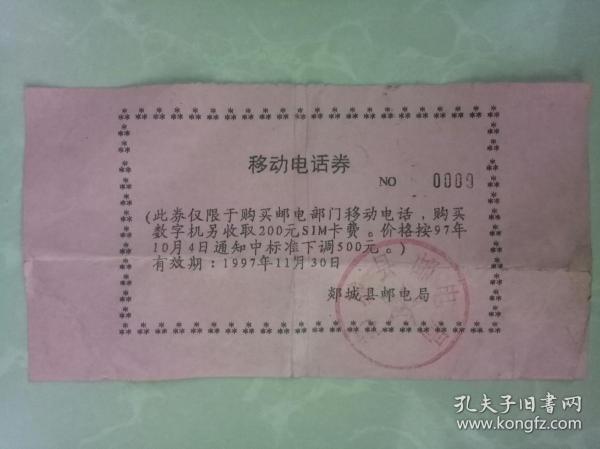 移动电话券
NO 0009
(此券仅限于购买邮电部门移动电话，购买
数字机另收取200元SIM卡费。价格按97年
10月4日通知中标准下调500元。)
有效期：1997年11月30日
郯城县邮电局
孔夫子旧书网
www.kongfz.com